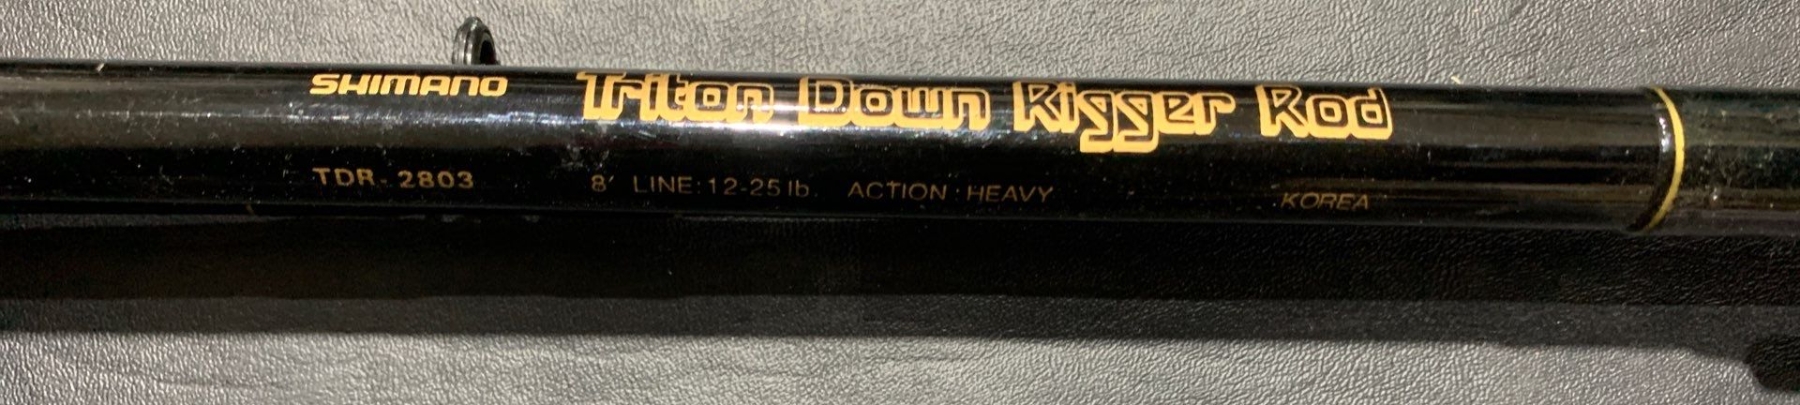 SHIMANO Triton Down Rigger Rod
TDR-2803 8' LINE:12-25 lb. ACTION:HEAVY KOREA